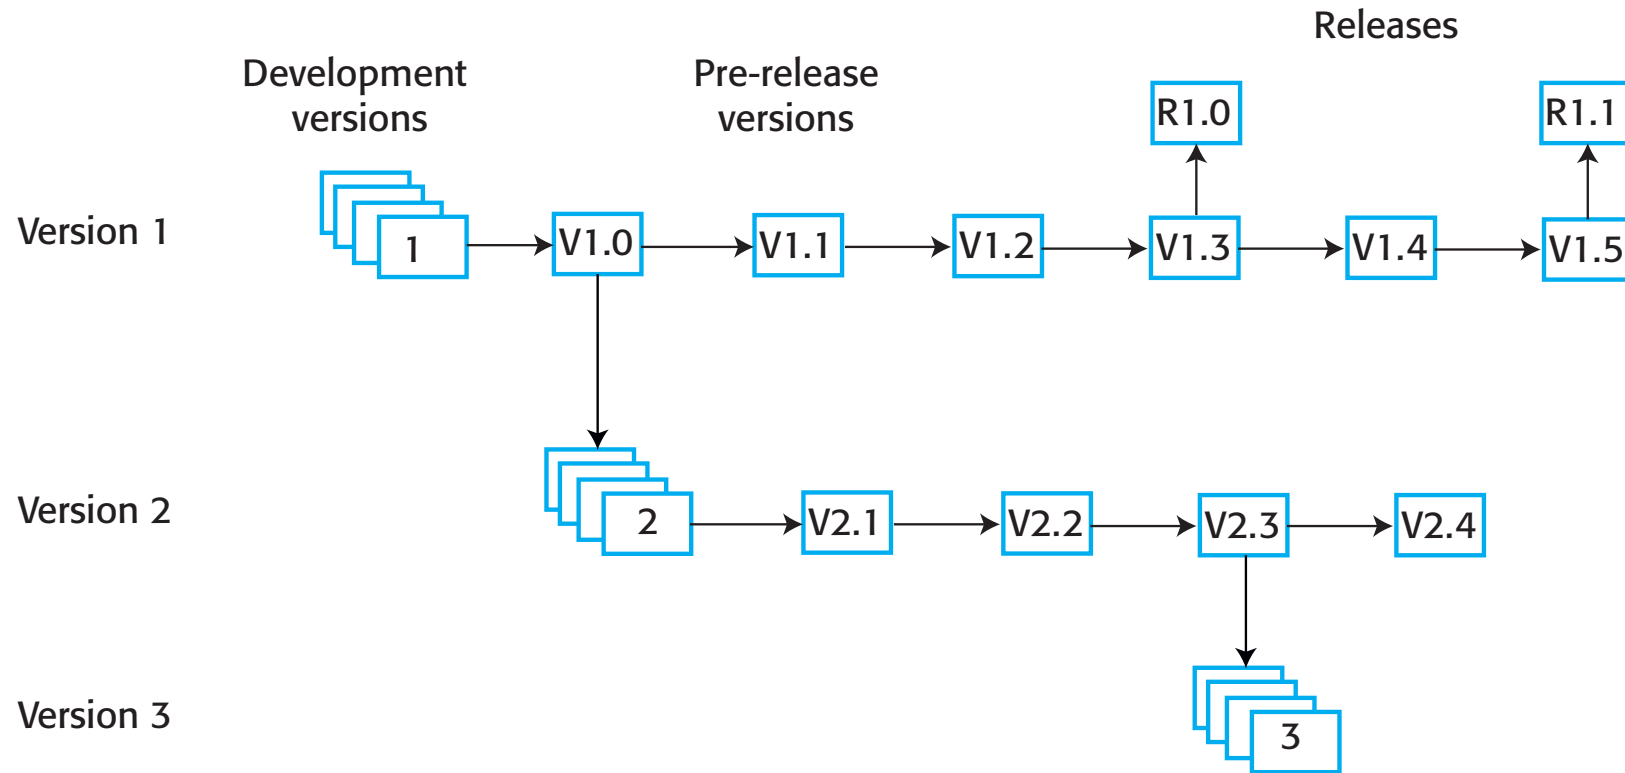 Releases
Development
versions
Pre-release
versions
R1.0
R1.1
Version 1
1
V1.0
V1.1
V1.2
V1.3
V1.4
V1.5
Version 2
2
V2.1
V2.2
V2.3
V2.4
Version 3
3